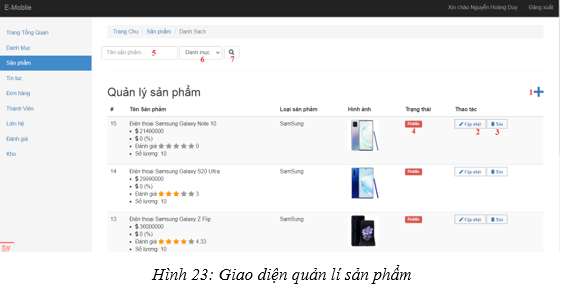 E-Moblie
Xin chào Nguyễn Hoàng Duy Đăng xuất
Trang Tổng Quan
Danh Mục
Sản phẩm
Tin tức
Đơn hàng
Thành Viên
Liên hệ
Đánh giá
Kho
Trang Chu / Sản phẩm / Danh Sach
Tên sản phẩm 5 Danh mục 6 7
Quản lý sản phẩm 1
# Tên Sản phẩm Loại sản phẩm Hình ảnh Trạng thái Thao tác
15 Điện thoại Samsung Galaxy Note 10 SamSung Public Cập nhật Xóa
4 2 3
$ 21490000
$ 0 (%)
Đánh giá 0
Số lượng: 10
14 Điện thoại Samsung Galaxy S20 Ultra SamSung Public Cập nhật Xóa
$ 29990000
$ 0 (%)
Đánh giá 3
Số lượng: 10
13 Điện thoại Samsung Galaxy Z Flip SamSung Public Cập nhật Xóa
$ 36000000
$ 0 (%)
Đánh giá 4.33
Số lượng: 10
Hình 23: Giao diện quản lí sản phẩm